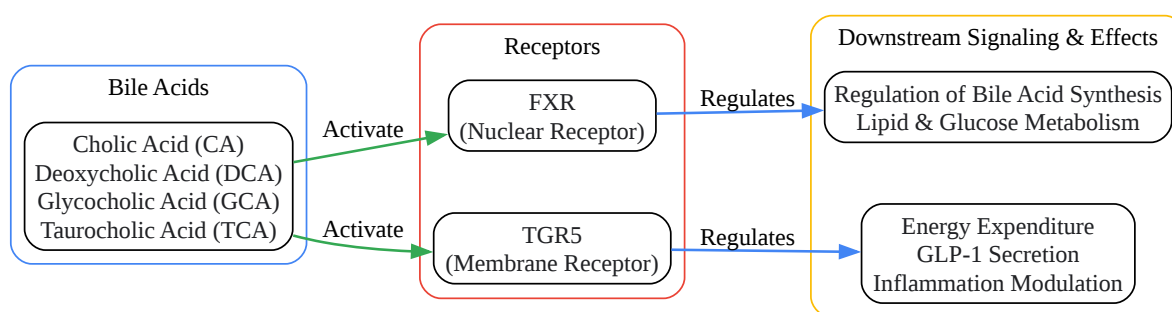 Bile Acids
Cholic Acid (CA)
Deoxycholic Acid (DCA)
Glycocholic Acid (GCA)
Taurocholic Acid (TCA)
Activate
Activate
Receptors
FXR
(Nuclear Receptor)
TGR5
(Membrane Receptor)
Regulates
Regulates
Downstream Signaling & Effects
Regulation of Bile Acid Synthesis
Lipid & Glucose Metabolism
Energy Expenditure
GLP-1 Secretion
Inflammation Modulation